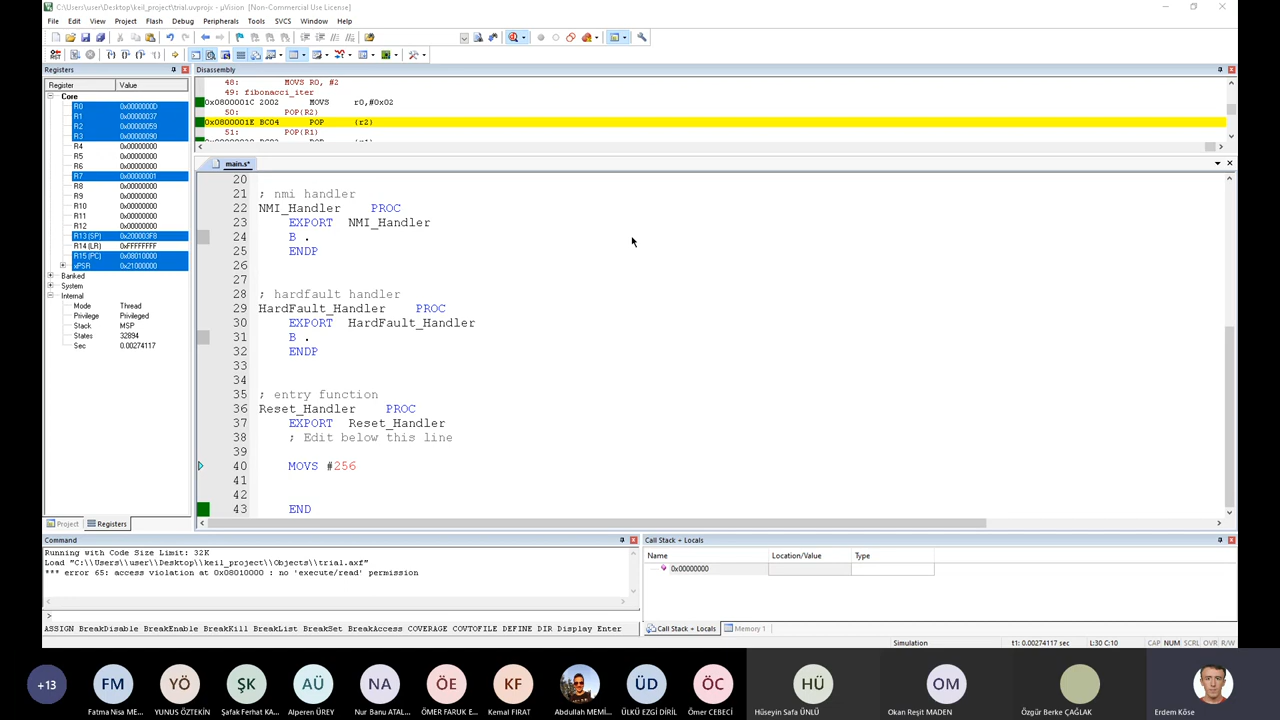 C:\Users\user\Desktop\keil_project\trial.uvprojx - µVision [Non-Commercial Use License]
File Edit View Project Flash Debug Peripherals Tools SVCS Window Help
Registers
Register Value
Core
R0 0x0000000D
R1 0x00000037
R2 0x00000059
R3 0x00000090
R4 0x00000000
R5 0x00000000
R6 0x00000000
R7 0x00000001
R8 0x00000000
R9 0x00000000
R10 0x00000000
R11 0x00000000
R12 0x00000000
R13 (SP) 0x200003F8
R14 (LR) 0xFFFFFFFF
R15 (PC) 0x08010000
xPSR 0x21000000
Banked
System
Internal
Mode Thread
Privilege Privileged
Stack MSP
States 32894
Sec 0.00274117
Project Registers
Disassembly
48: MOVS R0, #2
49: fibonacci_iter
0x0800001C 2002 MOVS r0,#0x02
50: POP{R2}
0x0800001E BC04 POP {r2}
51: POP{R1}
main.s*
20
21 ; nmi handler
22 NMI_Handler PROC
23 EXPORT NMI_Handler
24 B .
25 ENDP
26
27
28 ; hardfault handler
29 HardFault_Handler PROC
30 EXPORT HardFault_Handler
31 B .
32 ENDP
33
34
35 ; entry function
36 Reset_Handler PROC
37 EXPORT Reset_Handler
38 ; Edit below this line
39
40 MOVS #256
41
42
43 END
Command
Running with Code Size Limit: 32K
Load "C:\\Users\\user\\Desktop\\keil_project\\Objects\\trial.axf"
*** error 65: access violation at 0x08010000 : no 'execute/read' permission
>
ASSIGN BreakDisable BreakEnable BreakKill BreakList BreakSet BreakAccess COVERAGE COVTOFILE DEFINE DIR Display Enter
Call Stack + Locals
Name Location/Value Type
0x00000000
Call Stack + Locals Memory 1
Simulation t1: 0.00274117 sec L:30 C:10 CAP NUM SCRL OVR R/W
+13 FM YÖ ŞK AÜ NA ÖE KF ÜD ÖC HÜ OM
Fatma Nisa ME... YUNUS ÖZTEKİN Şafak Ferhat KA... Alperen ÜREY Nur Banu ATAL... ÖMER FARUK E... Kemal FIRAT Abdullah MEMİ... ÜLKÜ EZGİ DİRİL Ömer CEBECİ Hüseyin Safa ÜNLÜ Okan Reşit MADEN Özgür Berke ÇAĞLAK Erdem Köse